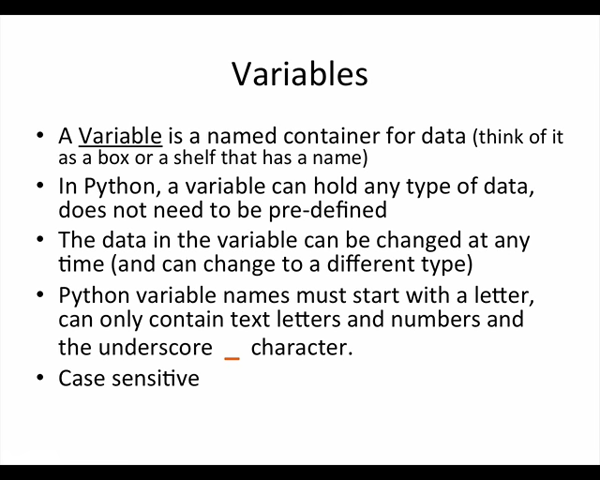 Variables
• A Variable is a named container for data (think of it
as a box or a shelf that has a name)
• In Python, a variable can hold any type of data,
does not need to be pre-defined
• The data in the variable can be changed at any
time (and can change to a different type)
• Python variable names must start with a letter,
can only contain text letters and numbers and
the underscore _ character.
• Case sensitive